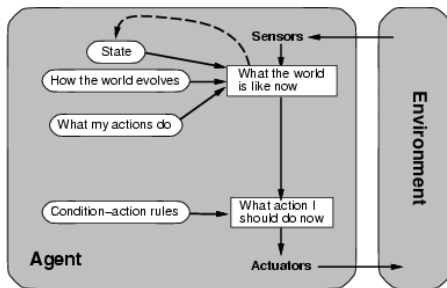 Sensors
State
How the world evolves
What the world
is like now
What my actions do
Condition–action rules
What action I
should do now
Agent
Actuators
Environment